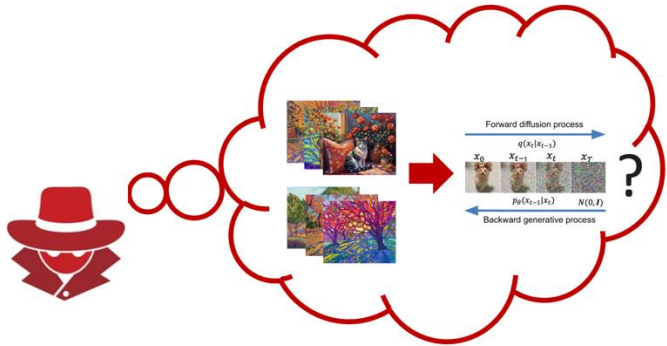 Forward diffusion process
q(x_t|x_{t-1})
x_0 x_{t-1} x_t x_T
?
p_θ(x_{t-1}|x_t) N(0, I)
Backward generative process